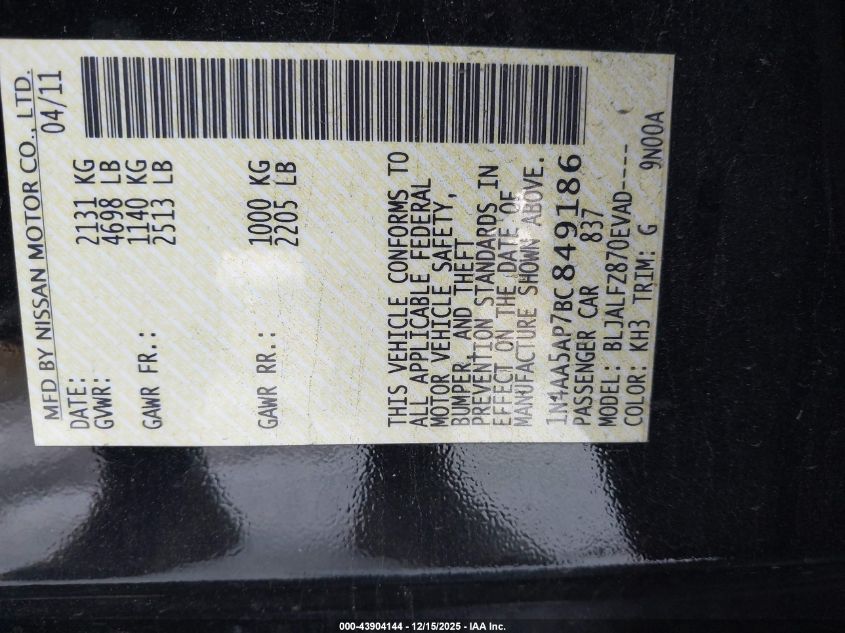 MFD BY NISSAN MOTOR CO., LTD.
DATE: 04/11
GVWR: 2131 KG
4698 LB
GAWR FR.: 1140 KG
2513 LB
GAWR RR.: 1000 KG
2205 LB
THIS VEHICLE CONFORMS TO
ALL APPLICABLE FEDERAL
MOTOR VEHICLE SAFETY,
BUMPER, AND THEFT
PREVENTION STANDARDS IN
EFFECT ON THE DATE OF
MANUFACTURE SHOWN ABOVE.
1N4AA5AP7BC849186
PASSENGER CAR 837
MODEL: BLJALFZ870EVAD-----
COLOR: KH3 TRIM: G 9N00A
000-43904144 - 12/15/2025 - IAA Inc.